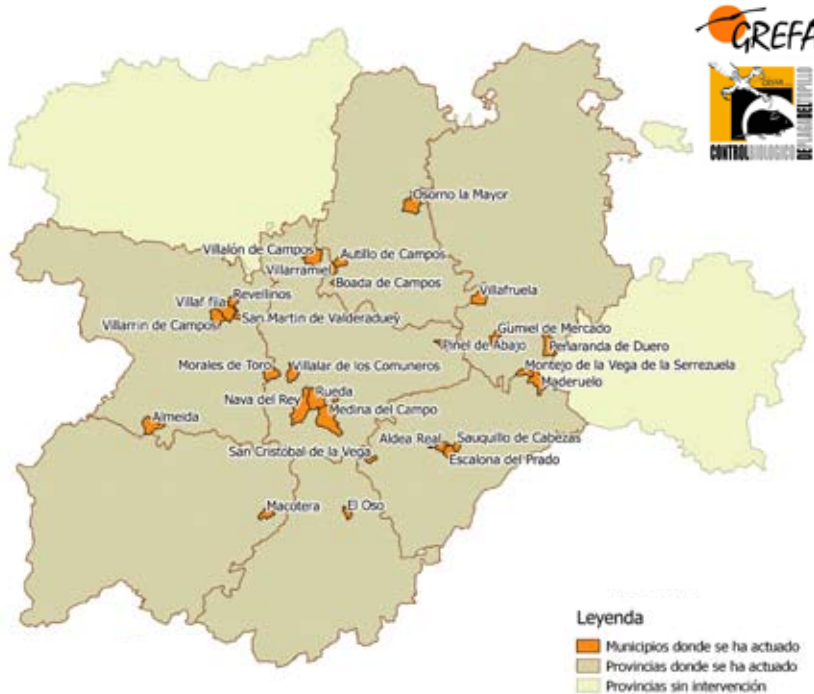 GREFA
CONTROL BIOLOGICO
DE PLAGA DEL TOPILLO
Osorno la Mayor
Villalón de Campos
Autillo de Campos
Villarramiel
Boada de Campos
Villafruela
Revellinos
Villaf fila
San Martin de Valderaduey
Villarrin de Campos
Gumiel de Mercado
Pinel de Abajo
Peñaranda de Duero
Montejo de la Vega de la Serrezuela
Morales de Toro
Villalar de los Comuneros
Maderuelo
Rueda
Nava del Rey
Medina del Campo
Almeida
Aldea Real
Sauquillo de Cabezas
San Cristobal de la Vega
Escalona del Prado
Macotera
El Oso
Leyenda
Municipios donde se ha actuado
Provincias donde se ha actuado
Provincias sin intervención